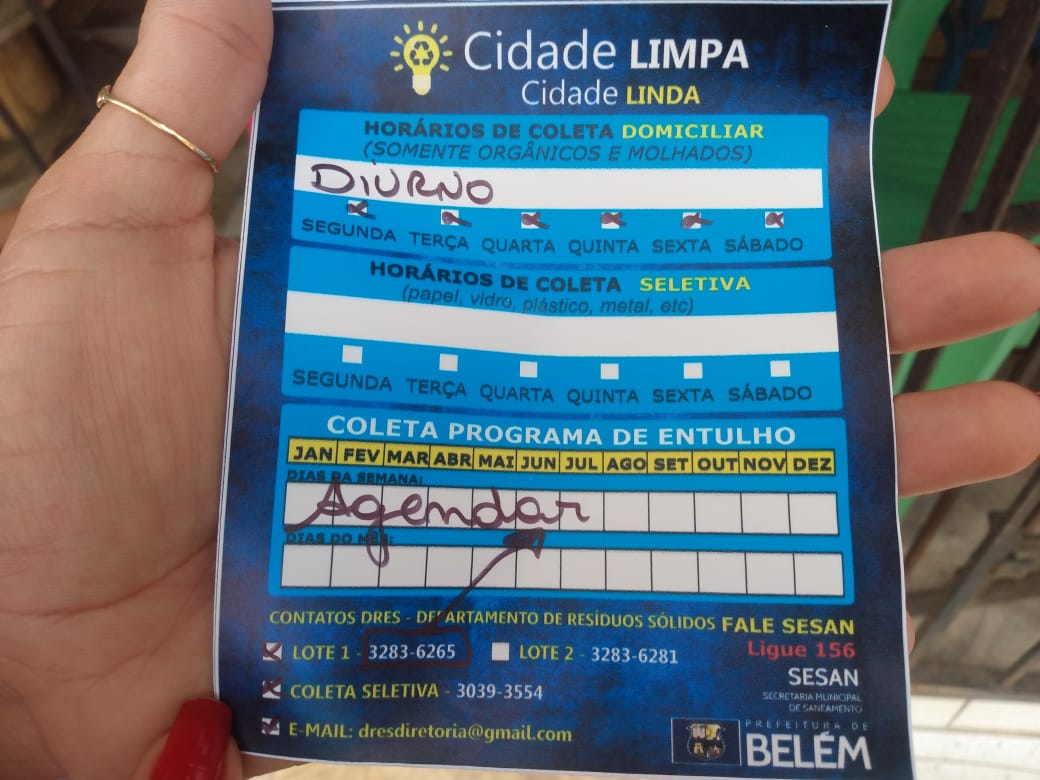 Cidade LIMPA
Cidade LINDA
HORÁRIOS DE COLETA DOMICILIAR
(SOMENTE ORGÂNICOS E MOLHADOS)
DIURNO
SEGUNDA TERÇA QUARTA QUINTA SEXTA SÁBADO
HORÁRIOS DE COLETA SELETIVA
(papel, vidro, plástico, metal, etc)
SEGUNDA TERÇA QUARTA QUINTA SEXTA SÁBADO
COLETA PROGRAMA DE ENTULHO
JAN FEV MAR ABR MAI JUN JUL AGO SET OUT NOV DEZ
DIAS DA SEMANA:
Agendar
DIAS DO MÊS:
CONTATOS DRES - DEPARTAMENTO DE RESÍDUOS SÓLIDOS FALE SESAN
LOTE 1 - 3283-6265 LOTE 2 - 3283-6281 Ligue 156
COLETA SELETIVA - 3039-3554
SESAN
SECRETARIA MUNICIPAL
DE SANEAMENTO
E-MAIL: dresdiretoria@gmail.com
PREFEITURA DE
BELÉM